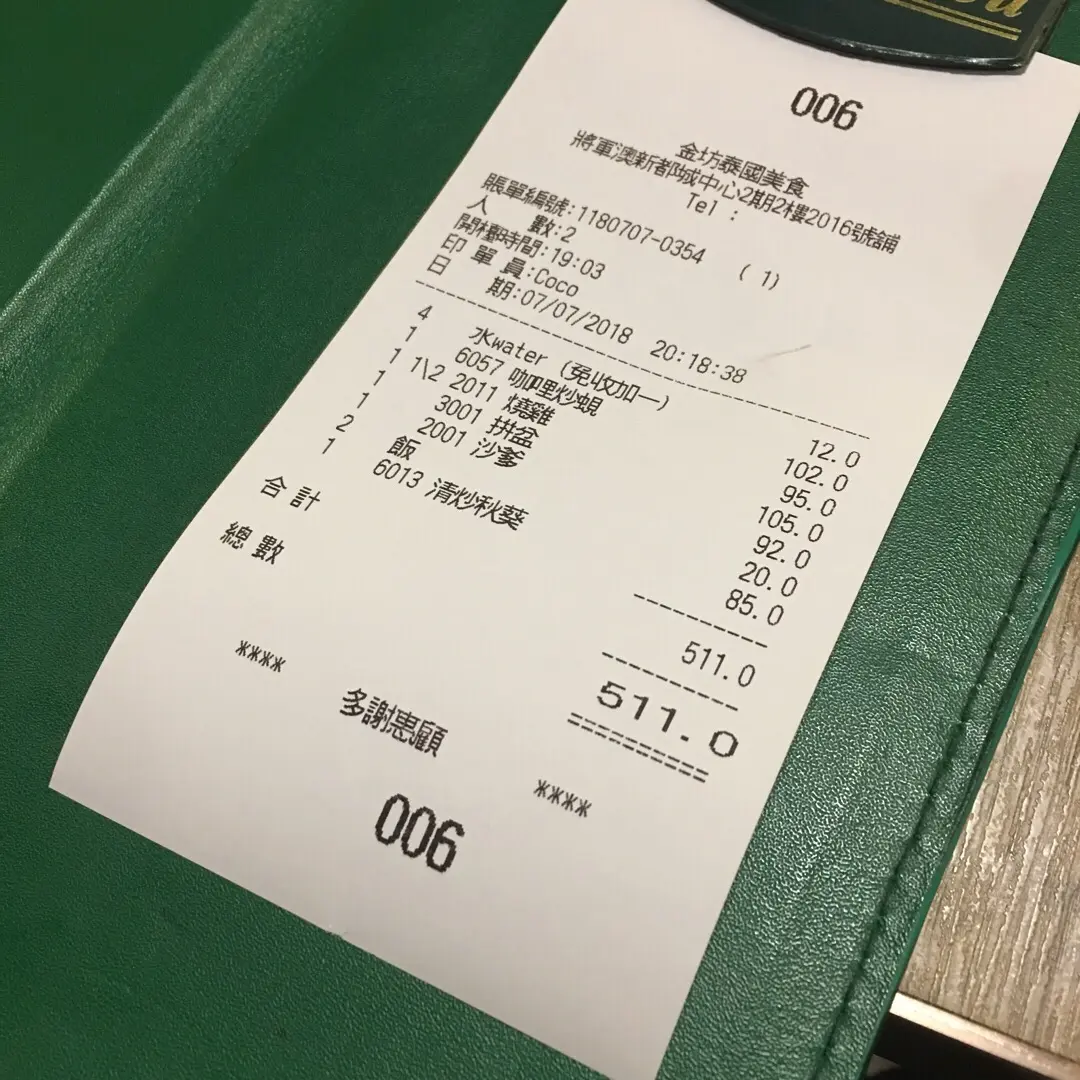 006
金坊泰國美食
將軍澳新都城中心2期2樓2016號舖
Tel :
賬單編號:1180707-0354 ( 1)
人 數:2
開檯時間:19:03
印 單 員:Coco
日 期:07/07/2018 20:18:38
4 水water (免收加一) 12.0
1 6057 咖哩炒蜆 102.0
1 1\2 2011 燒雞 95.0
1 3001 拼盆 105.0
1 2001 沙爹 92.0
2 飯 20.0
1 6013 清炒秋葵 85.0
合 計 511.0
總 數 511.0
**** 多謝惠顧 ****
006